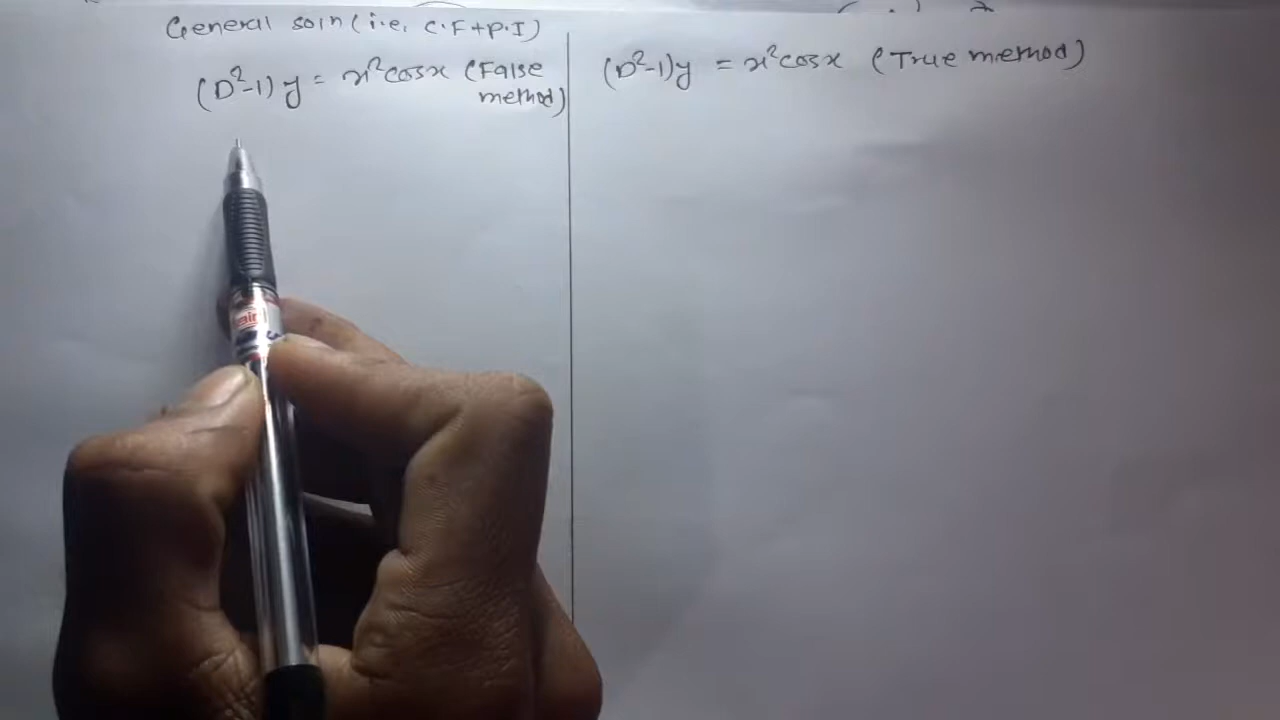 General soln (i.e. C.F+P.I)
(D²-1) y = x²cosx (False
method)
(D²-1)y = x²cosx (True method)